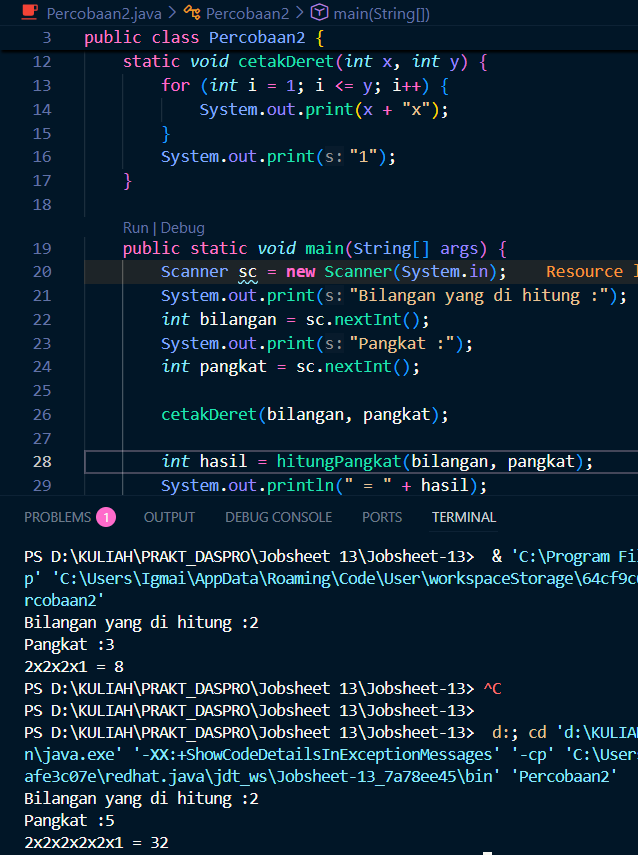 Percobaan2.java > Percobaan2 > main(String[])
3 public class Percobaan2 {
12 static void cetakDeret(int x, int y) {
13 for (int i = 1; i <= y; i++) {
14 System.out.print(x + "x");
15 }
16 System.out.print(s: "1");
17 }
18
Run | Debug
19 public static void main(String[] args) {
20 Scanner sc = new Scanner(System.in); Resource
21 System.out.print(s: "Bilangan yang di hitung :");
22 int bilangan = sc.nextInt();
23 System.out.print(s: "Pangkat :");
24 int pangkat = sc.nextInt();
25
26 cetakDeret(bilangan, pangkat);
27
28 int hasil = hitungPangkat(bilangan, pangkat);
29 System.out.println(" = " + hasil);
PROBLEMS 1 OUTPUT DEBUG CONSOLE PORTS TERMINAL
PS D:\KULIAH\PRAKT_DASPRO\Jobsheet 13\Jobsheet-13> & 'C:\Program Fil
p' 'C:\Users\Igmai\AppData\Roaming\Code\User\workspaceStorage\64cf9c
rcobaan2'
Bilangan yang di hitung :2
Pangkat :3
2x2x2x1 = 8
PS D:\KULIAH\PRAKT_DASPRO\Jobsheet 13\Jobsheet-13> ^C
PS D:\KULIAH\PRAKT_DASPRO\Jobsheet 13\Jobsheet-13>
PS D:\KULIAH\PRAKT_DASPRO\Jobsheet 13\Jobsheet-13> d:; cd 'd:\KULIA
n\java.exe' '-XX:+ShowCodeDetailsInExceptionMessages' '-cp' 'C:\User
afe3c07e\redhat.java\jdt_ws\Jobsheet-13_7a78ee45\bin' 'Percobaan2'
Bilangan yang di hitung :2
Pangkat :5
2x2x2x2x2x1 = 32